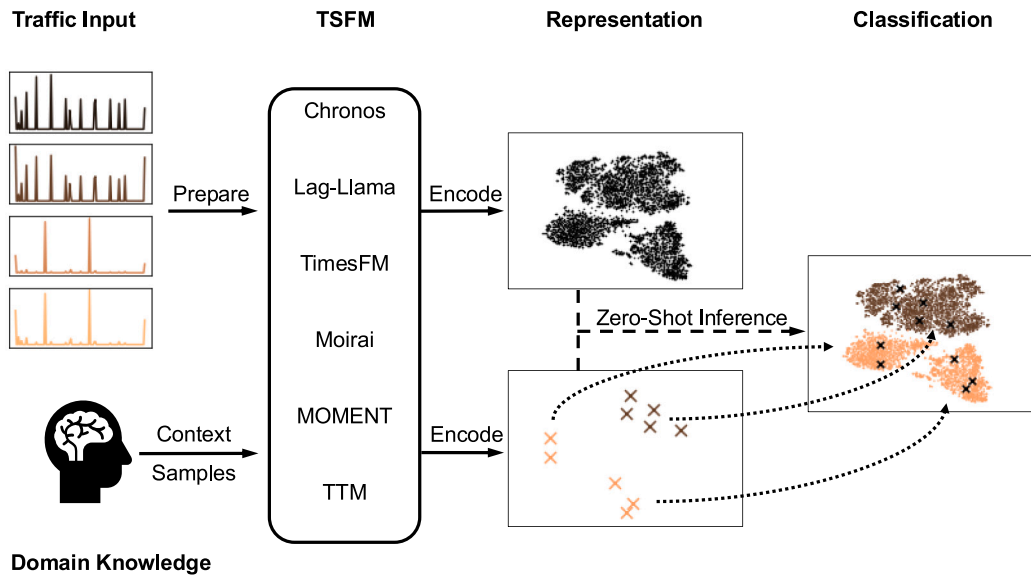 Traffic Input
TSFM
Representation
Classification
Chronos
Lag-Llama
TimesFM
Moirai
MOMENT
TTM
Prepare
Encode
Zero-Shot Inference
Context
Samples
Encode
Domain Knowledge